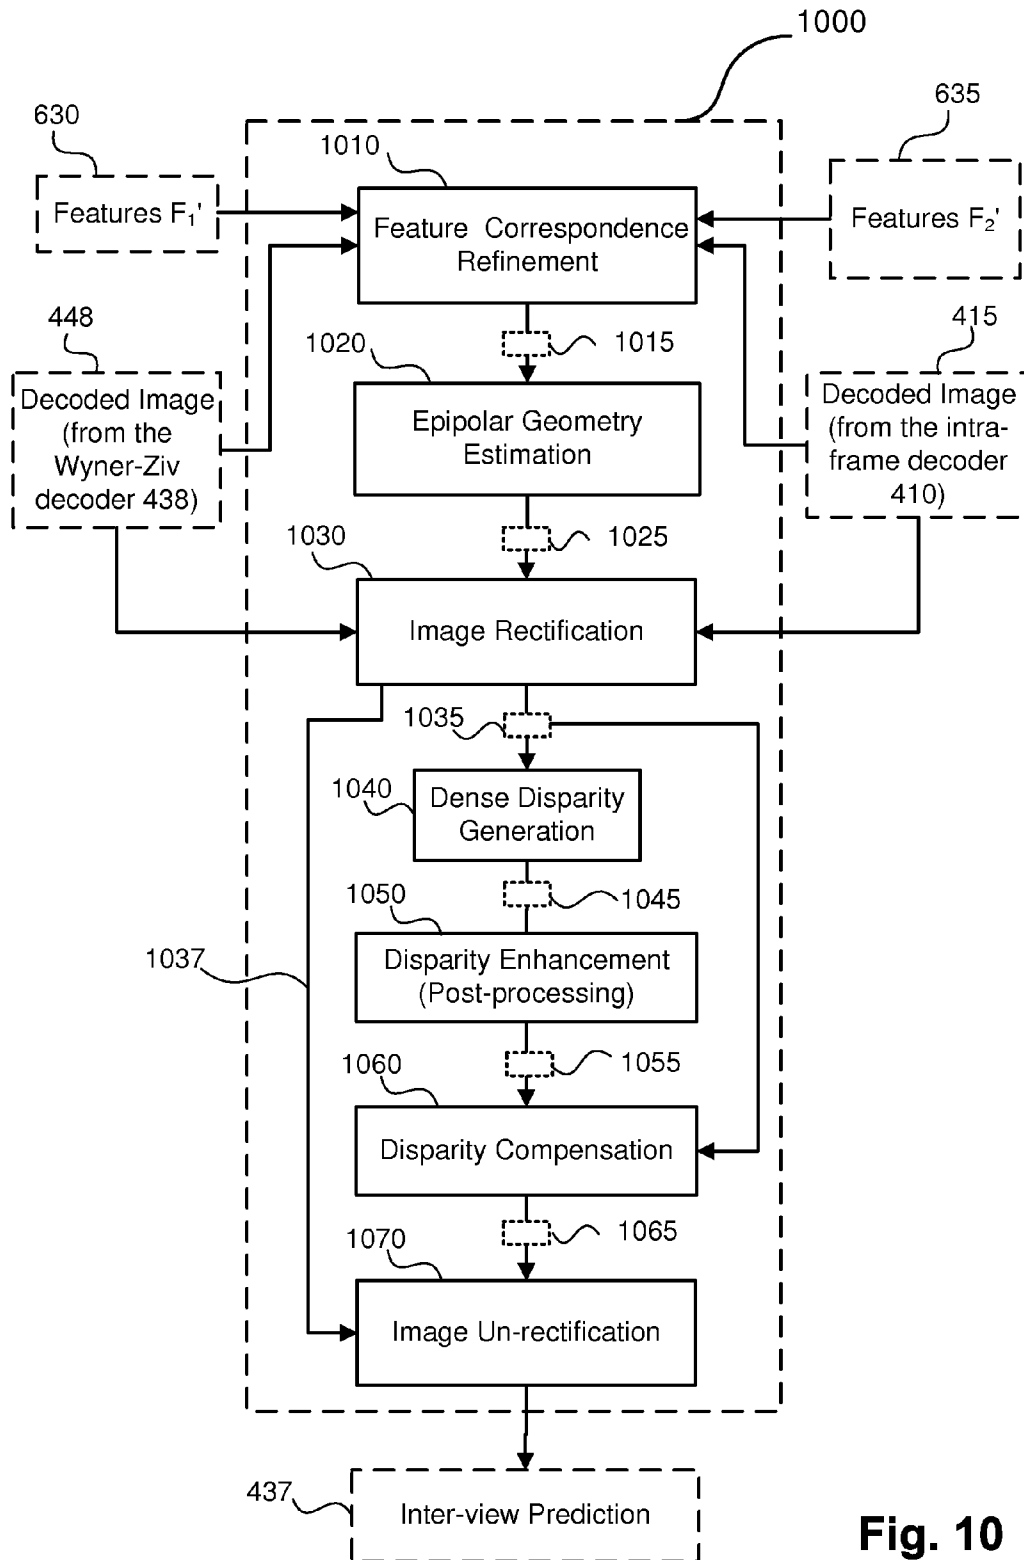 1000
630
635
1010
Features F₁'
Feature Correspondence
Refinement
Features F₂'
448
1020
1015
415
Decoded Image
(from the
Wyner-Ziv
decoder 438)
Epipolar Geometry
Estimation
Decoded Image
(from the intra-
frame decoder
410)
1030
1025
Image Rectification
1035
1040
Dense Disparity
Generation
1050
1045
1037
Disparity Enhancement
(Post-processing)
1060
1055
Disparity Compensation
1070
1065
Image Un-rectification
437
Inter-view Prediction
Fig. 10